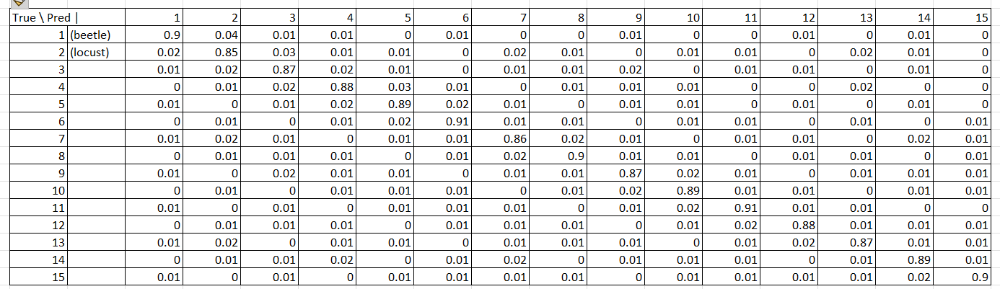 True \ Pred | 1 2 3 4 5 6 7 8 9 10 11 12 13 14 15
1 (beetle) 0.9 0.04 0.01 0.01 0 0.01 0 0 0.01 0 0 0.01 0 0.01 0
2 (locust) 0.02 0.85 0.03 0.01 0.01 0 0.02 0.01 0 0.01 0.01 0 0.02 0.01 0
3 0.01 0.02 0.87 0.02 0.01 0 0.01 0.01 0.02 0 0.01 0.01 0 0.01 0
4 0 0.01 0.02 0.88 0.03 0.01 0 0.01 0.01 0.01 0 0 0.02 0 0
5 0.01 0 0.01 0.02 0.89 0.02 0.01 0 0.01 0.01 0 0.01 0 0.01 0
6 0 0.01 0 0.01 0.02 0.91 0.01 0.01 0 0.01 0.01 0 0.01 0 0.01
7 0.01 0.02 0.01 0 0.01 0.01 0.86 0.02 0.01 0 0.01 0.01 0 0.02 0.01
8 0 0.01 0.01 0.01 0 0.01 0.02 0.9 0.01 0.01 0 0.01 0.01 0 0.01
9 0.01 0 0.02 0.01 0.01 0 0.01 0.01 0.87 0.02 0.01 0 0.01 0.01 0.01
10 0 0.01 0 0.01 0.01 0.01 0 0.01 0.02 0.89 0.01 0.01 0 0.01 0.01
11 0.01 0 0.01 0 0.01 0.01 0.01 0 0.01 0.02 0.91 0.01 0.01 0 0
12 0 0.01 0.01 0.01 0 0.01 0.01 0.01 0 0.01 0.02 0.88 0.01 0.01 0.01
13 0.01 0.02 0 0.01 0.01 0 0.01 0.01 0.01 0 0.01 0.02 0.87 0.01 0.01
14 0 0.01 0.01 0.02 0 0.01 0.02 0 0.01 0.01 0.01 0 0.01 0.89 0.01
15 0.01 0 0.01 0 0.01 0.01 0.01 0.01 0 0.01 0.01 0.01 0.01 0.02 0.9